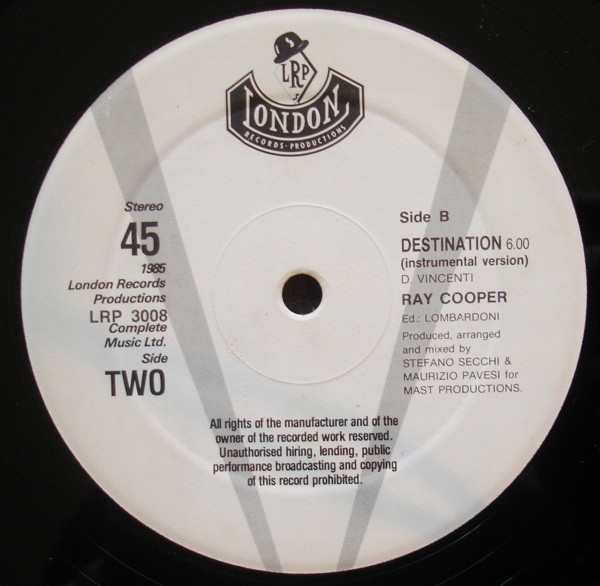 LRP
LONDON
RECORDS · PRODUCTIONS
Stereo
45
1985
London Records
Productions
LRP 3008
Complete
Music Ltd.
Side
TWO
Side B
DESTINATION 6.00
(instrumental version)
D. VINCENTI
RAY COOPER
Ed.: LOMBARDONI
Produced, arranged
and mixed by
STEFANO SECCHI &
MAURIZIO PAVESI for
MAST PRODUCTIONS.
All rights of the manufacturer and of the
owner of the recorded work reserved.
Unauthorised hiring, lending, public
performance broadcasting and copying
of this record prohibited.